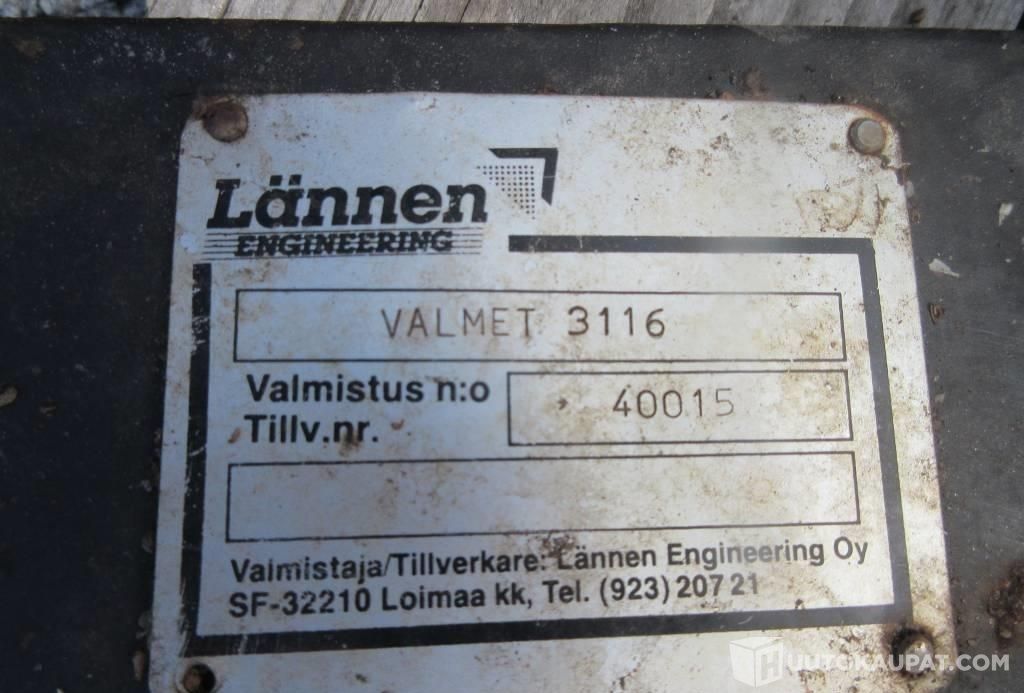 Lännen
ENGINEERING
VALMET 3116
Valmistus n:o
Tillv.nr.
40015
Valmistaja/Tillverkare: Lännen Engineering Oy
SF-32210 Loimaa kk, Tel. (923) 207 21
HUUTOKAUPAT.COM